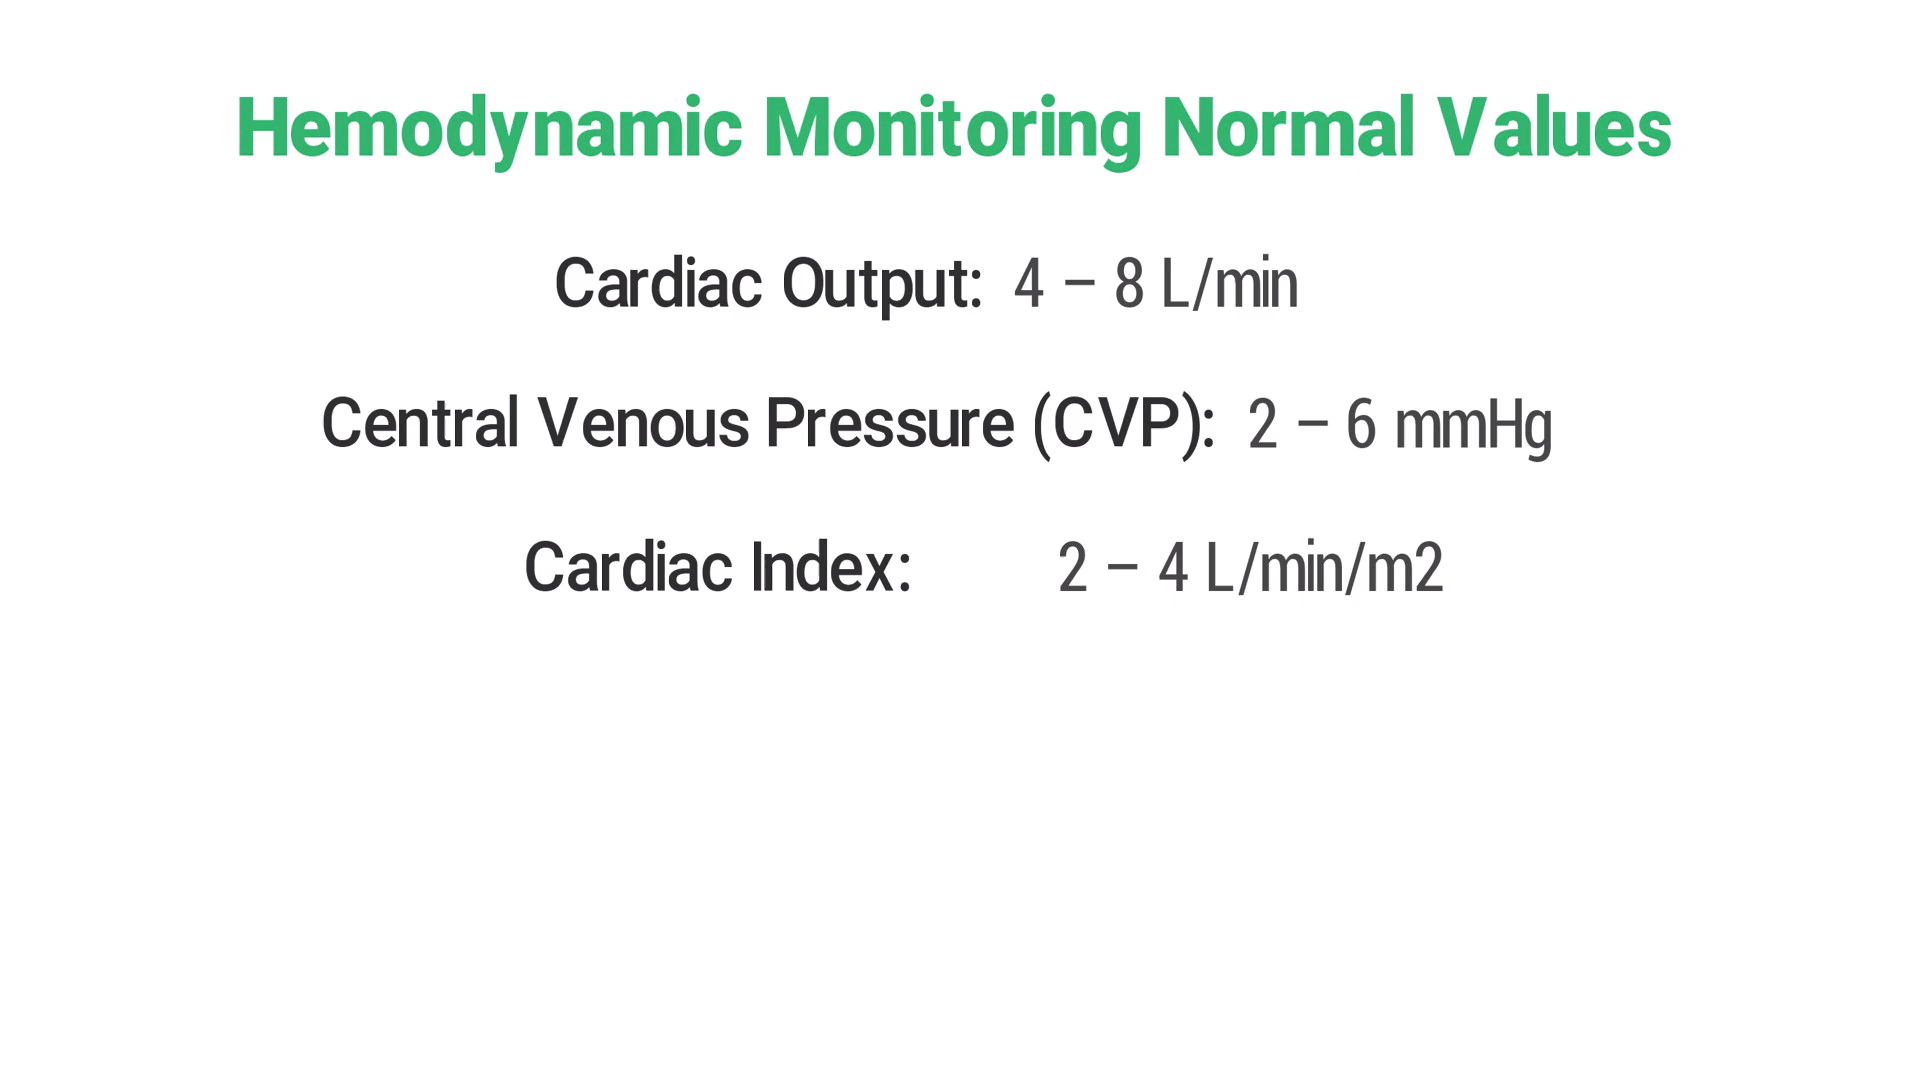 Hemodynamic Monitoring Normal Values
Cardiac Output: 4 – 8 L/min
Central Venous Pressure (CVP): 2 – 6 mmHg
Cardiac Index: 2 – 4 L/min/m2